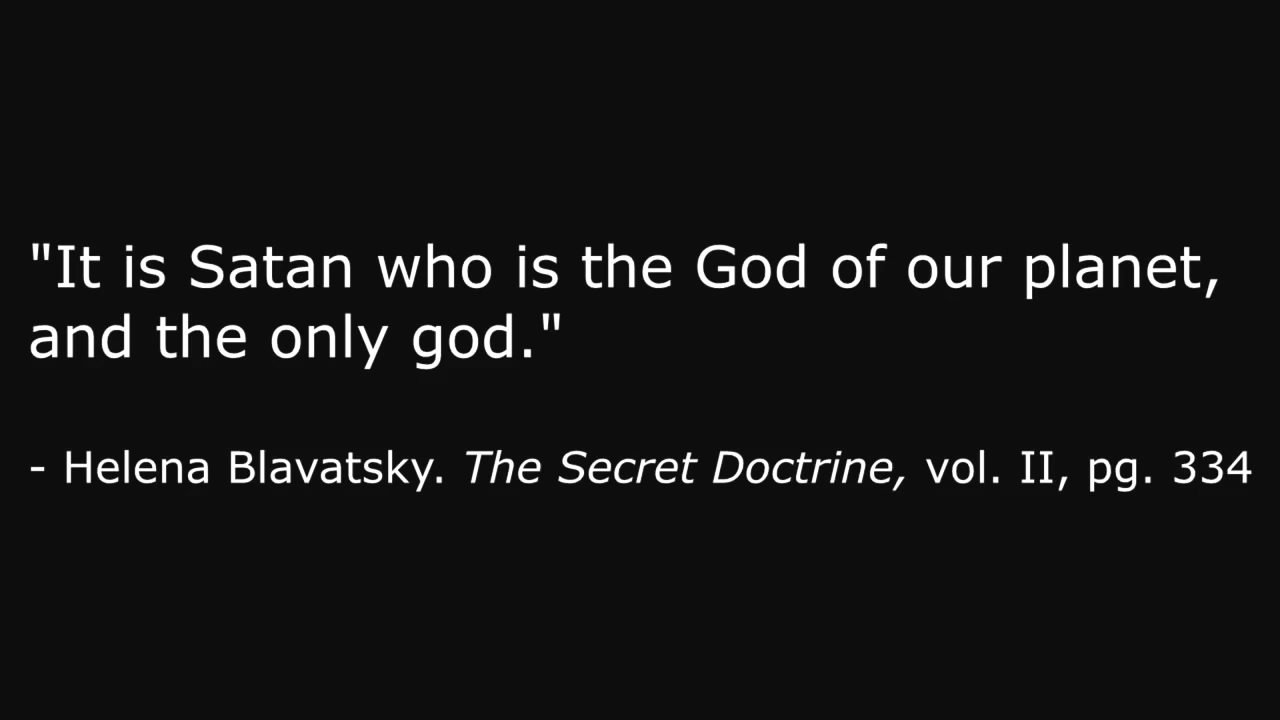 "It is Satan who is the God of our planet,
and the only god."
- Helena Blavatsky. The Secret Doctrine, vol. II, pg. 334